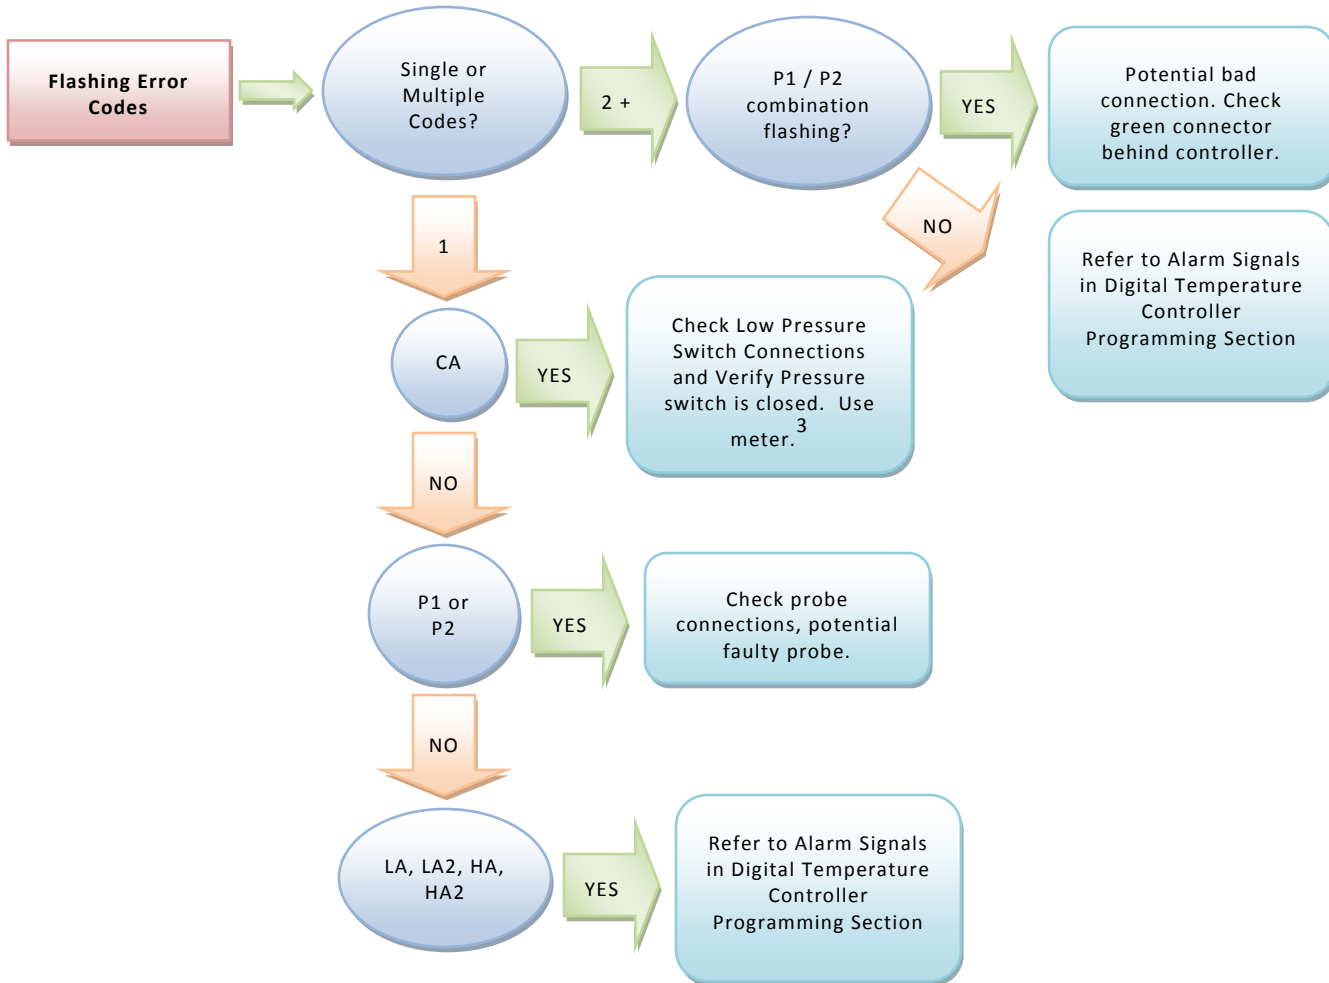 Flashing Error
Codes
Single or
Multiple
Codes?
2 +
P1 / P2
combination
flashing?
YES
Potential bad
connection. Check
green connector
behind controller.
NO
Refer to Alarm Signals
in Digital Temperature
Controller
Programming Section
1
CA
YES
Check Low Pressure
Switch Connections
and Verify Pressure
switch is closed. Use
meter.3
NO
P1 or
P2
YES
Check probe
connections, potential
faulty probe.
NO
LA, LA2, HA,
HA2
YES
Refer to Alarm Signals
in Digital Temperature
Controller
Programming Section